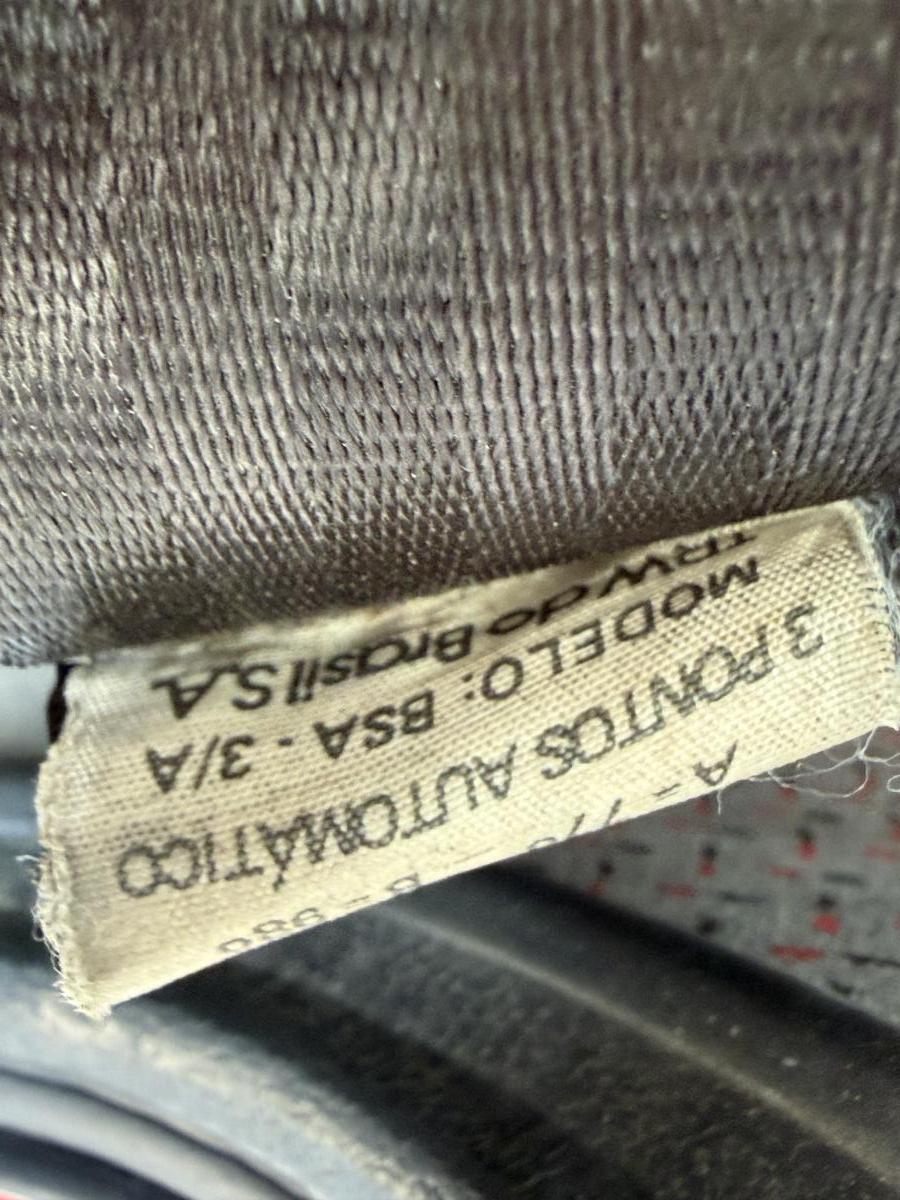 TRW do Brasil S.A.
MODELO: BSA - 3/A
3 PONTOS AUTOMÁTICO
A -
B -